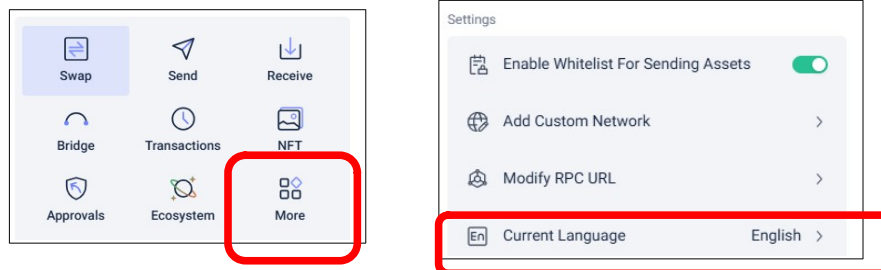 Swap Send Receive
Bridge Transactions NFT
Approvals Ecosystem More
Settings
Enable Whitelist For Sending Assets
Add Custom Network
Modify RPC URL
En Current Language English